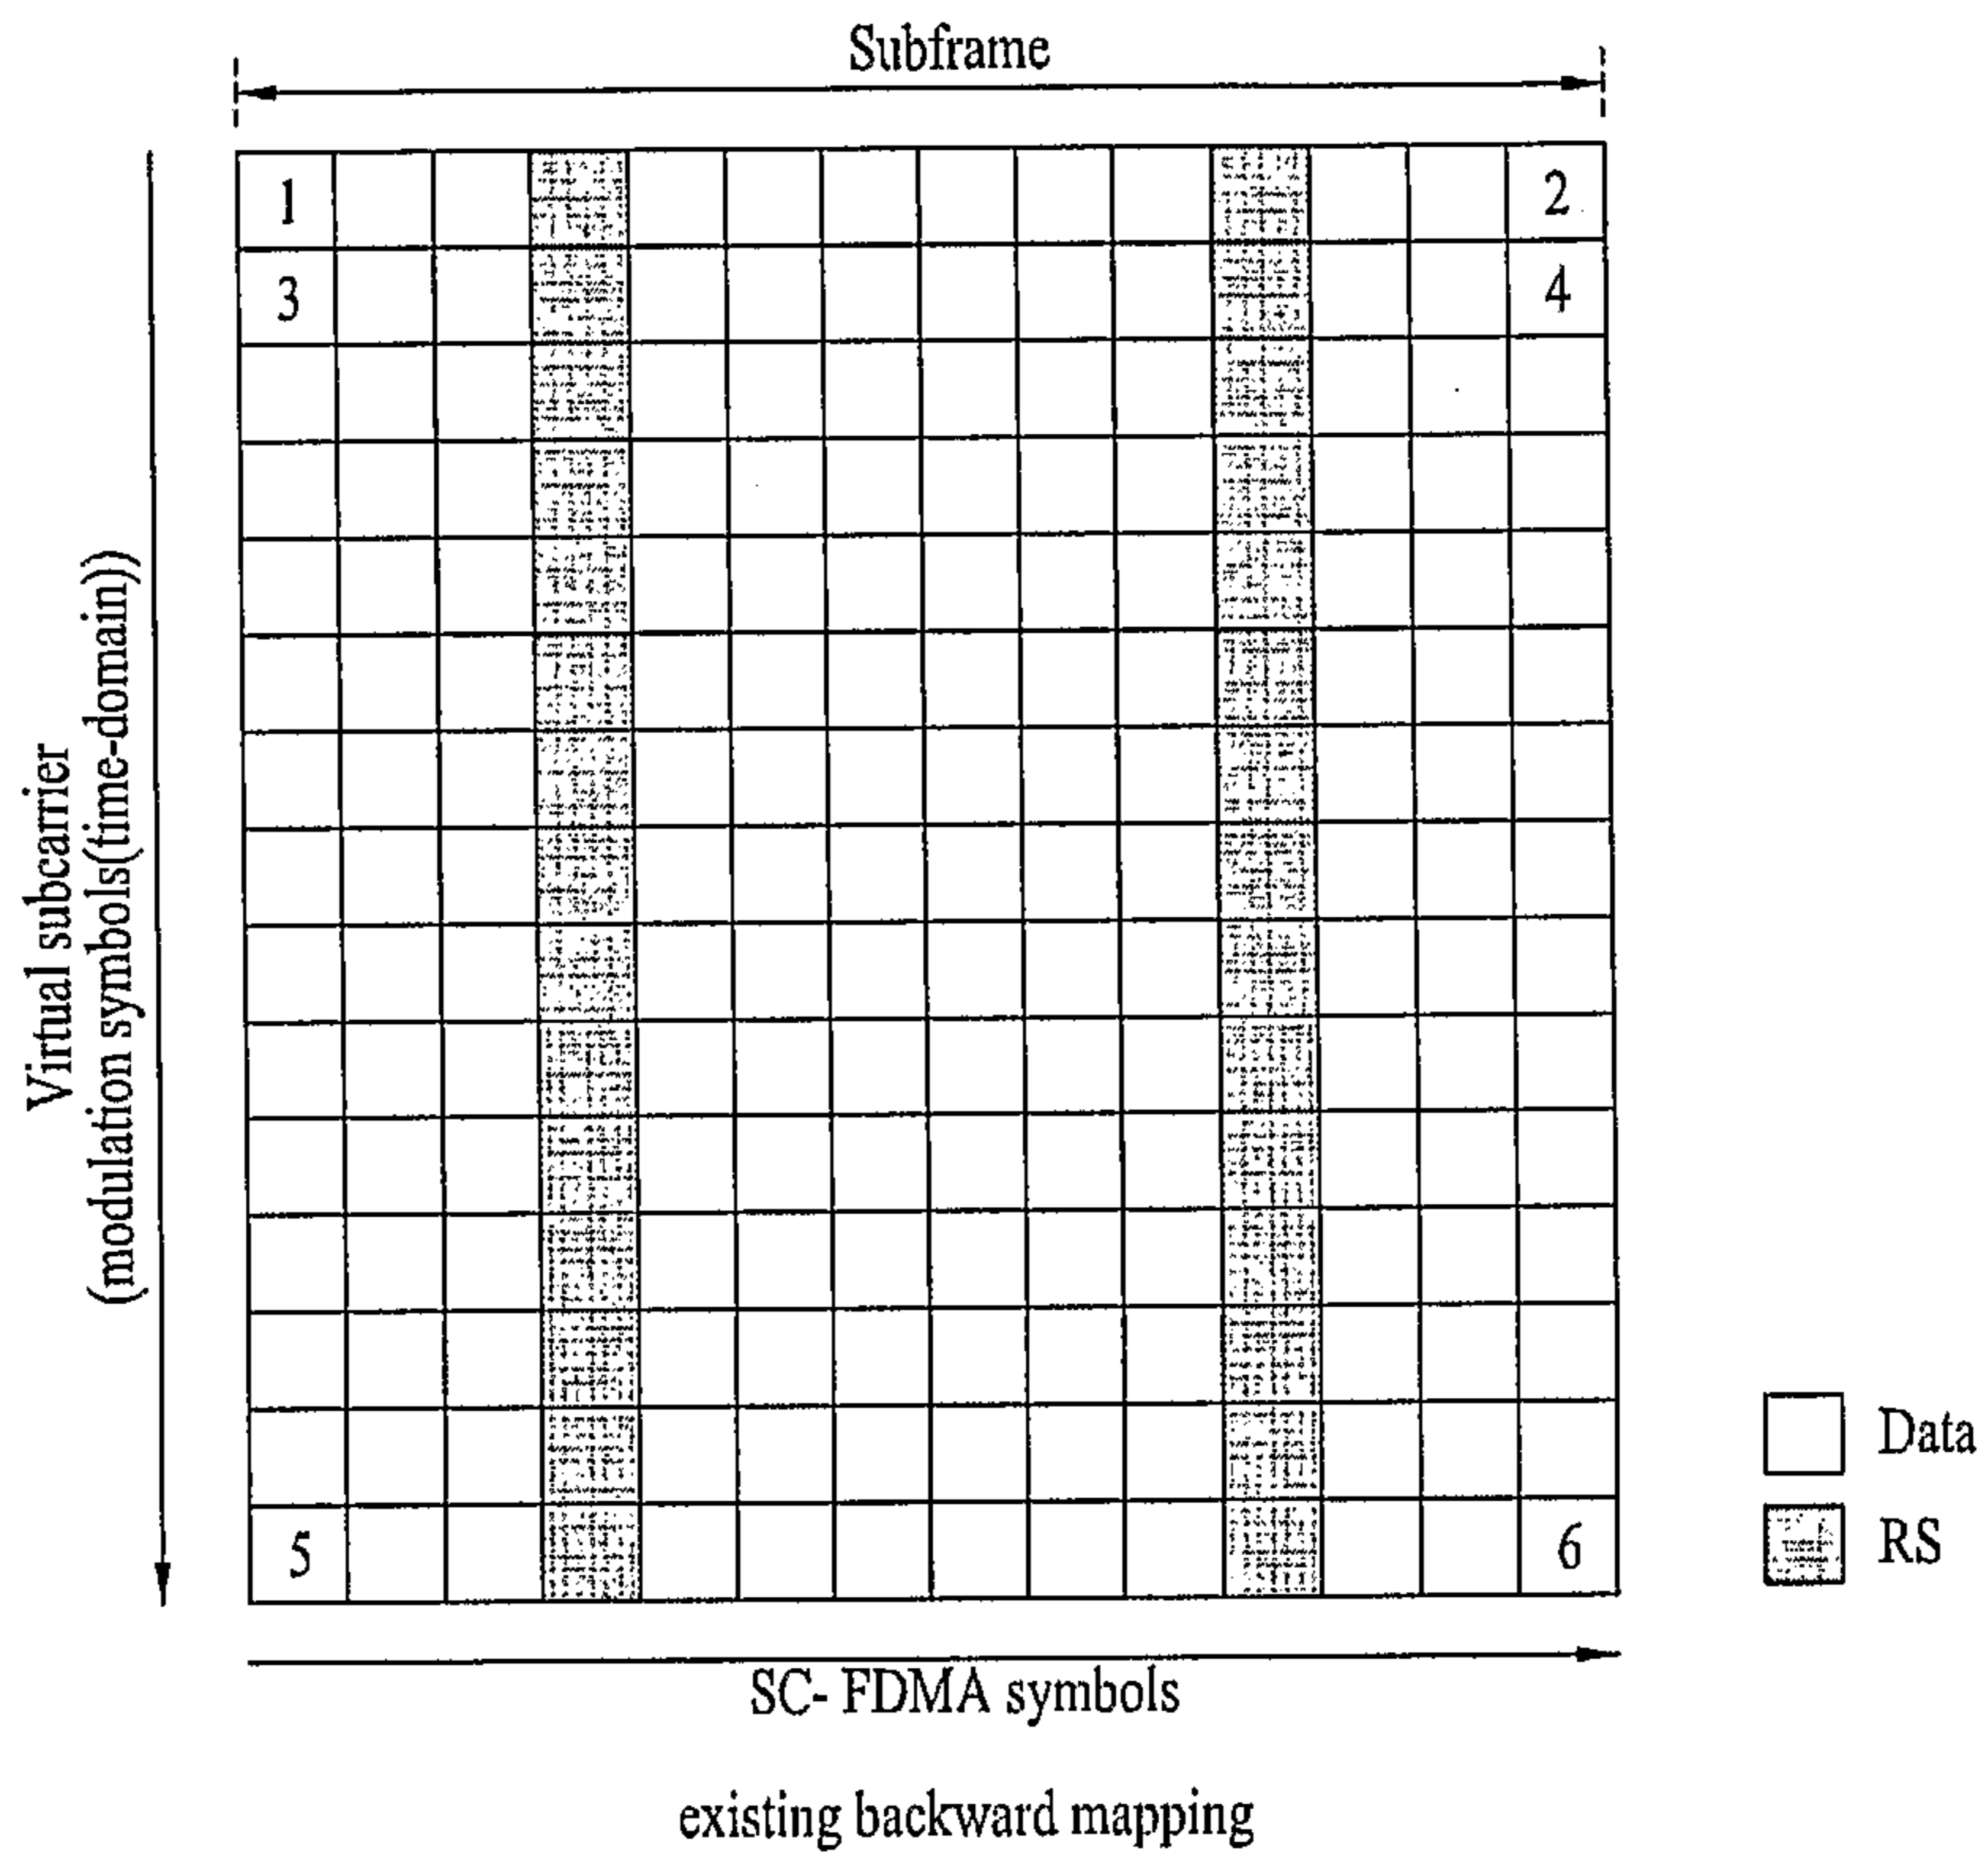 Subframe
1
2
3
4
Virtual subcarrier
(modulation symbols(time-domain))
5
6
Data
RS
SC- FDMA symbols
existing backward mapping